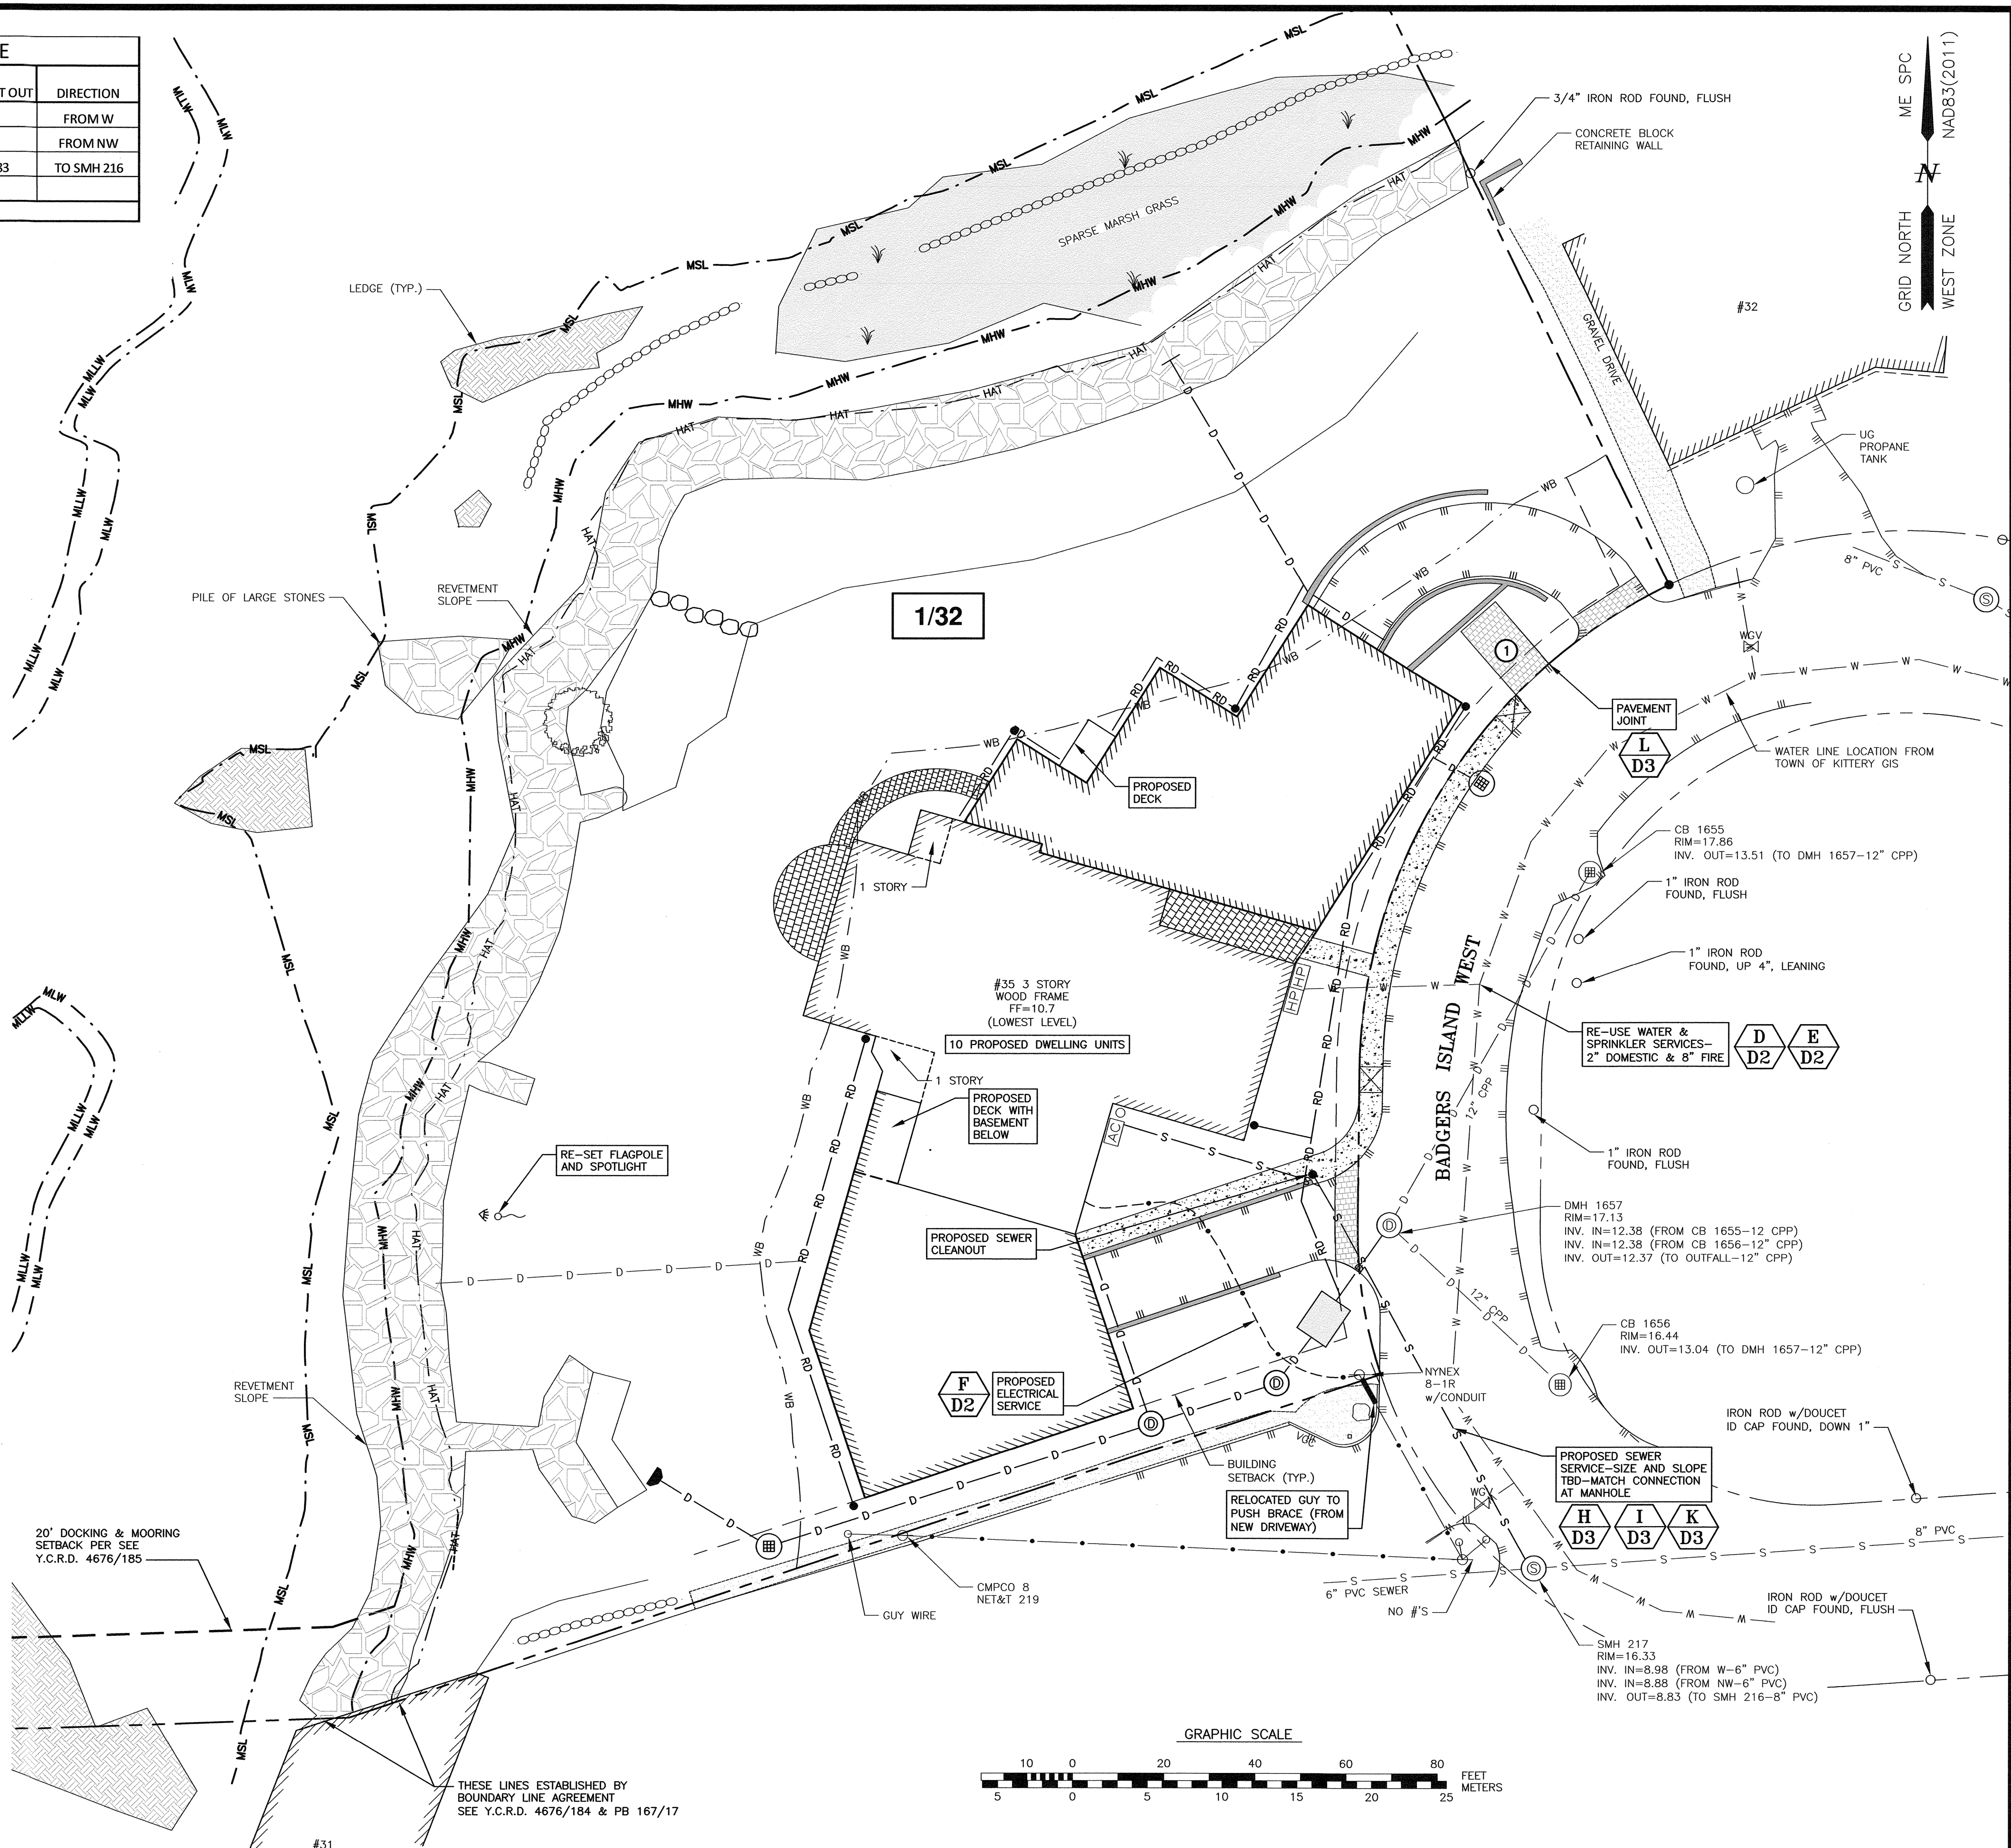 E
T OUT
DIRECTION
FROM W
FROM NW
83
TO SMH 216
ME SPC
NAD83(2011)
N
GRID NORTH
WEST ZONE
3/4" IRON ROD FOUND, FLUSH
CONCRETE BLOCK
RETAINING WALL
SPARSE MARSH GRASS
LEDGE (TYP.)
#32
GRAVEL DRIVE
UG
PROPANE
TANK
8" PVC
WGV
PILE OF LARGE STONES
REVETMENT
SLOPE
1/32
1
PAVEMENT
JOINT
L
D3
WATER LINE LOCATION FROM
TOWN OF KITTERY GIS
PROPOSED
DECK
CB 1655
RIM=17.86
INV. OUT=13.51 (TO DMH 1657-12" CPP)
1 STORY
1" IRON ROD
FOUND, FLUSH
1" IRON ROD
FOUND, UP 4", LEANING
#35 3 STORY
WOOD FRAME
FF=10.7
(LOWEST LEVEL)
10 PROPOSED DWELLING UNITS
HP HP
BADGERS ISLAND WEST
RE-USE WATER &
SPRINKLER SERVICES-
2" DOMESTIC & 8" FIRE
D
D2
E
D2
1 STORY
PROPOSED
DECK WITH
BASEMENT
BELOW
AC
12" CPP
RE-SET FLAGPOLE
AND SPOTLIGHT
1" IRON ROD
FOUND, FLUSH
PROPOSED SEWER
CLEANOUT
DMH 1657
RIM=17.13
INV. IN=12.38 (FROM CB 1655-12 CPP)
INV. IN=12.38 (FROM CB 1656-12" CPP)
INV. OUT=12.37 (TO OUTFALL-12" CPP)
12" CPP
CB 1656
RIM=16.44
INV. OUT=13.04 (TO DMH 1657-12" CPP)
REVETMENT
SLOPE
F
D2
PROPOSED
ELECTRICAL
SERVICE
NYNEX
8-1R
w/CONDUIT
VGC
IRON ROD w/DOUCET
ID CAP FOUND, DOWN 1"
BUILDING
SETBACK (TYP.)
PROPOSED SEWER
SERVICE-SIZE AND SLOPE
TBD-MATCH CONNECTION
AT MANHOLE
RELOCATED GUY TO
PUSH BRACE (FROM
NEW DRIVEWAY)
WGV
H
D3
I
D3
K
D3
8" PVC
20' DOCKING & MOORING
SETBACK PER SEE
Y.C.R.D. 4676/185
CMPCO 8
NET&T 219
GUY WIRE
6" PVC SEWER
NO #'S
IRON ROD w/DOUCET
ID CAP FOUND, FLUSH
SMH 217
RIM=16.33
INV. IN=8.98 (FROM W-6" PVC)
INV. IN=8.88 (FROM NW-6" PVC)
INV. OUT=8.83 (TO SMH 216-8" PVC)
THESE LINES ESTABLISHED BY
BOUNDARY LINE AGREEMENT
SEE Y.C.R.D. 4676/184 & PB 167/17
#31
GRAPHIC SCALE
10 0 20 40 60 80
FEET
METERS
5 0 5 10 15 20 25